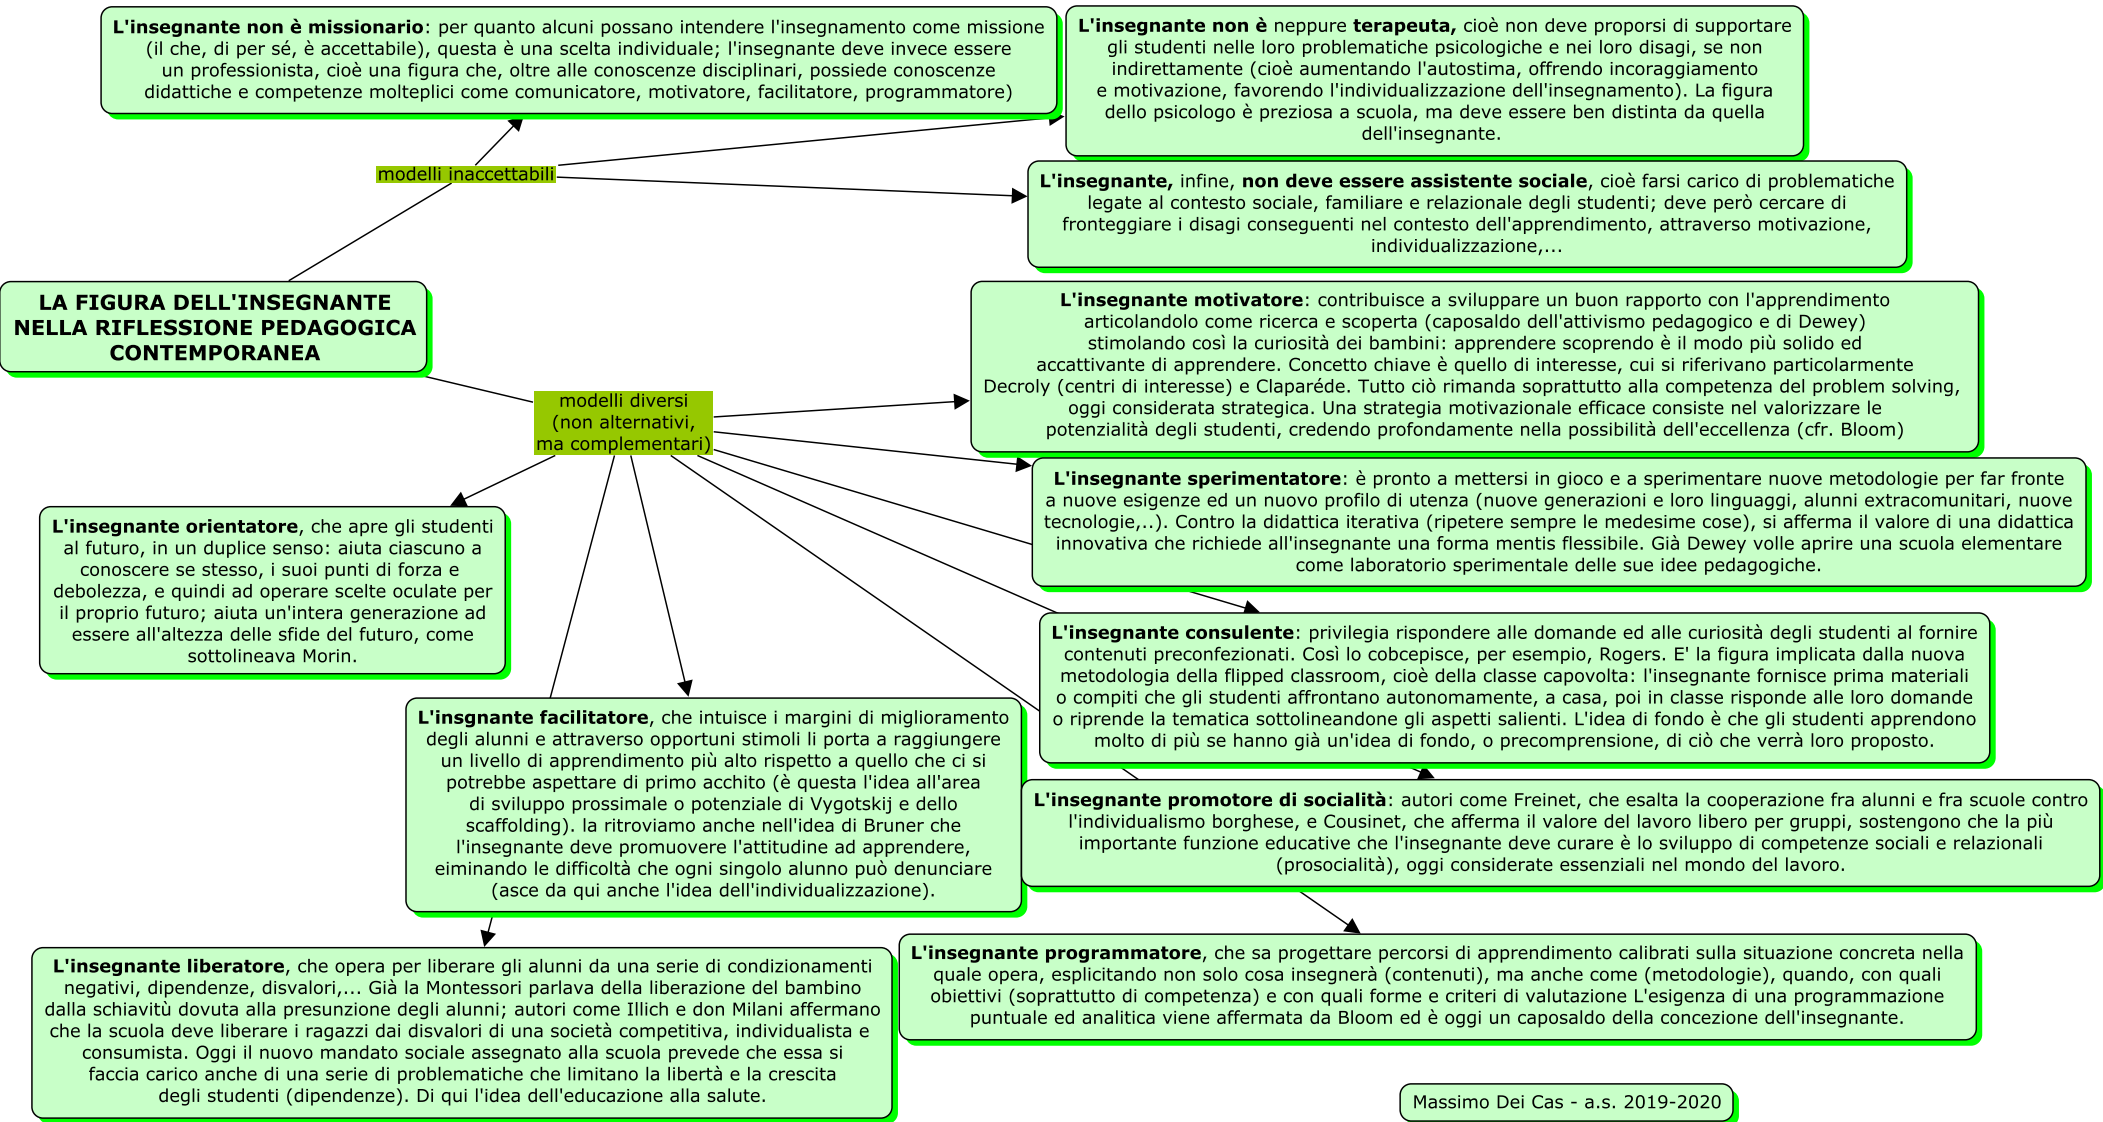 L'insegnante non è missionario: per quanto alcuni possano intendere l'insegnamento come missione
(il che, di per sé, è accettabile), questa è una scelta individuale; l'insegnante deve invece essere
un professionista, cioè una figura che, oltre alle conoscenze disciplinari, possiede conoscenze
didattiche e competenze molteplici come comunicatore, motivatore, facilitatore, programmatore)
L'insegnante non è neppure terapeuta, cioè non deve proporsi di supportare
gli studenti nelle loro problematiche psicologiche e nei loro disagi, se non
indirettamente (cioè aumentando l'autostima, offrendo incoraggiamento
e motivazione, favorendo l'individualizzazione dell'insegnamento). La figura
dello psicologo è preziosa a scuola, ma deve essere ben distinta da quella
dell'insegnante.
modelli inaccettabili
L'insegnante, infine, non deve essere assistente sociale, cioè farsi carico di problematiche
legate al contesto sociale, familiare e relazionale degli studenti; deve però cercare di
fronteggiare i disagi conseguenti nel contesto dell'apprendimento, attraverso motivazione,
individualizzazione,...
LA FIGURA DELL'INSEGNANTE
NELLA RIFLESSIONE PEDAGOGICA
CONTEMPORANEA
L'insegnante motivatore: contribuisce a sviluppare un buon rapporto con l'apprendimento
articolandolo come ricerca e scoperta (caposaldo dell'attivismo pedagogico e di Dewey)
stimolando così la curiosità dei bambini: apprendere scoprendo è il modo più solido ed
accattivante di apprendere. Concetto chiave è quello di interesse, cui si riferivano particolarmente
Decroly (centri di interesse) e Claparéde. Tutto ciò rimanda soprattutto alla competenza del problem solving,
oggi considerata strategica. Una strategia motivazionale efficace consiste nel valorizzare le
potenzialità degli studenti, credendo profondamente nella possibilità dell'eccellenza (cfr. Bloom)
modelli diversi
(non alternativi,
ma complementari)
L'insegnante sperimentatore: è pronto a mettersi in gioco e a sperimentare nuove metodologie per far fronte
a nuove esigenze ed un nuovo profilo di utenza (nuove generazioni e loro linguaggi, alunni extracomunitari, nuove
tecnologie,..). Contro la didattica iterativa (ripetere sempre le medesime cose), si afferma il valore di una didattica
innovativa che richiede all'insegnante una forma mentis flessibile. Già Dewey volle aprire una scuola elementare
come laboratorio sperimentale delle sue idee pedagogiche.
L'insegnante orientatore, che apre gli studenti
al futuro, in un duplice senso: aiuta ciascuno a
conoscere se stesso, i suoi punti di forza e
debolezza, e quindi ad operare scelte oculate per
il proprio futuro; aiuta un'intera generazione ad
essere all'altezza delle sfide del futuro, come
sottolineava Morin.
L'insegnante consulente: privilegia rispondere alle domande ed alle curiosità degli studenti al fornire
contenuti preconfezionati. Così lo cobcepisce, per esempio, Rogers. E' la figura implicata dalla nuova
metodologia della flipped classroom, cioè della classe capovolta: l'insegnante fornisce prima materiali
o compiti che gli studenti affrontano autonomamente, a casa, poi in classe risponde alle loro domande
o riprende la tematica sottolineandone gli aspetti salienti. L'idea di fondo è che gli studenti apprendono
molto di più se hanno già un'idea di fondo, o precomprensione, di ciò che verrà loro proposto.
L'insgnante facilitatore, che intuisce i margini di miglioramento
degli alunni e attraverso opportuni stimoli li porta a raggiungere
un livello di apprendimento più alto rispetto a quello che ci si
potrebbe aspettare di primo acchito (è questa l'idea all'area
di sviluppo prossimale o potenziale di Vygotskij e dello
scaffolding). la ritroviamo anche nell'idea di Bruner che
l'insegnante deve promuovere l'attitudine ad apprendere,
eiminando le difficoltà che ogni singolo alunno può denunciare
(asce da qui anche l'idea dell'individualizzazione).
L'insegnante promotore di socialità: autori come Freinet, che esalta la cooperazione fra alunni e fra scuole contro
l'individualismo borghese, e Cousinet, che afferma il valore del lavoro libero per gruppi, sostengono che la più
importante funzione educative che l'insegnante deve curare è lo sviluppo di competenze sociali e relazionali
(prosocialità), oggi considerate essenziali nel mondo del lavoro.
L'insegnante liberatore, che opera per liberare gli alunni da una serie di condizionamenti
negativi, dipendenze, disvalori,... Già la Montessori parlava della liberazione del bambino
dalla schiavitù dovuta alla presunzione degli alunni; autori come Illich e don Milani affermano
che la scuola deve liberare i ragazzi dai disvalori di una società competitiva, individualista e
consumista. Oggi il nuovo mandato sociale assegnato alla scuola prevede che essa si
faccia carico anche di una serie di problematiche che limitano la libertà e la crescita
degli studenti (dipendenze). Di qui l'idea dell'educazione alla salute.
L'insegnante programmatore, che sa progettare percorsi di apprendimento calibrati sulla situazione concreta nella
quale opera, esplicitando non solo cosa insegnerà (contenuti), ma anche come (metodologie), quando, con quali
obiettivi (soprattutto di competenza) e con quali forme e criteri di valutazione L'esigenza di una programmazione
puntuale ed analitica viene affermata da Bloom ed è oggi un caposaldo della concezione dell'insegnante.
Massimo Dei Cas - a.s. 2019-2020